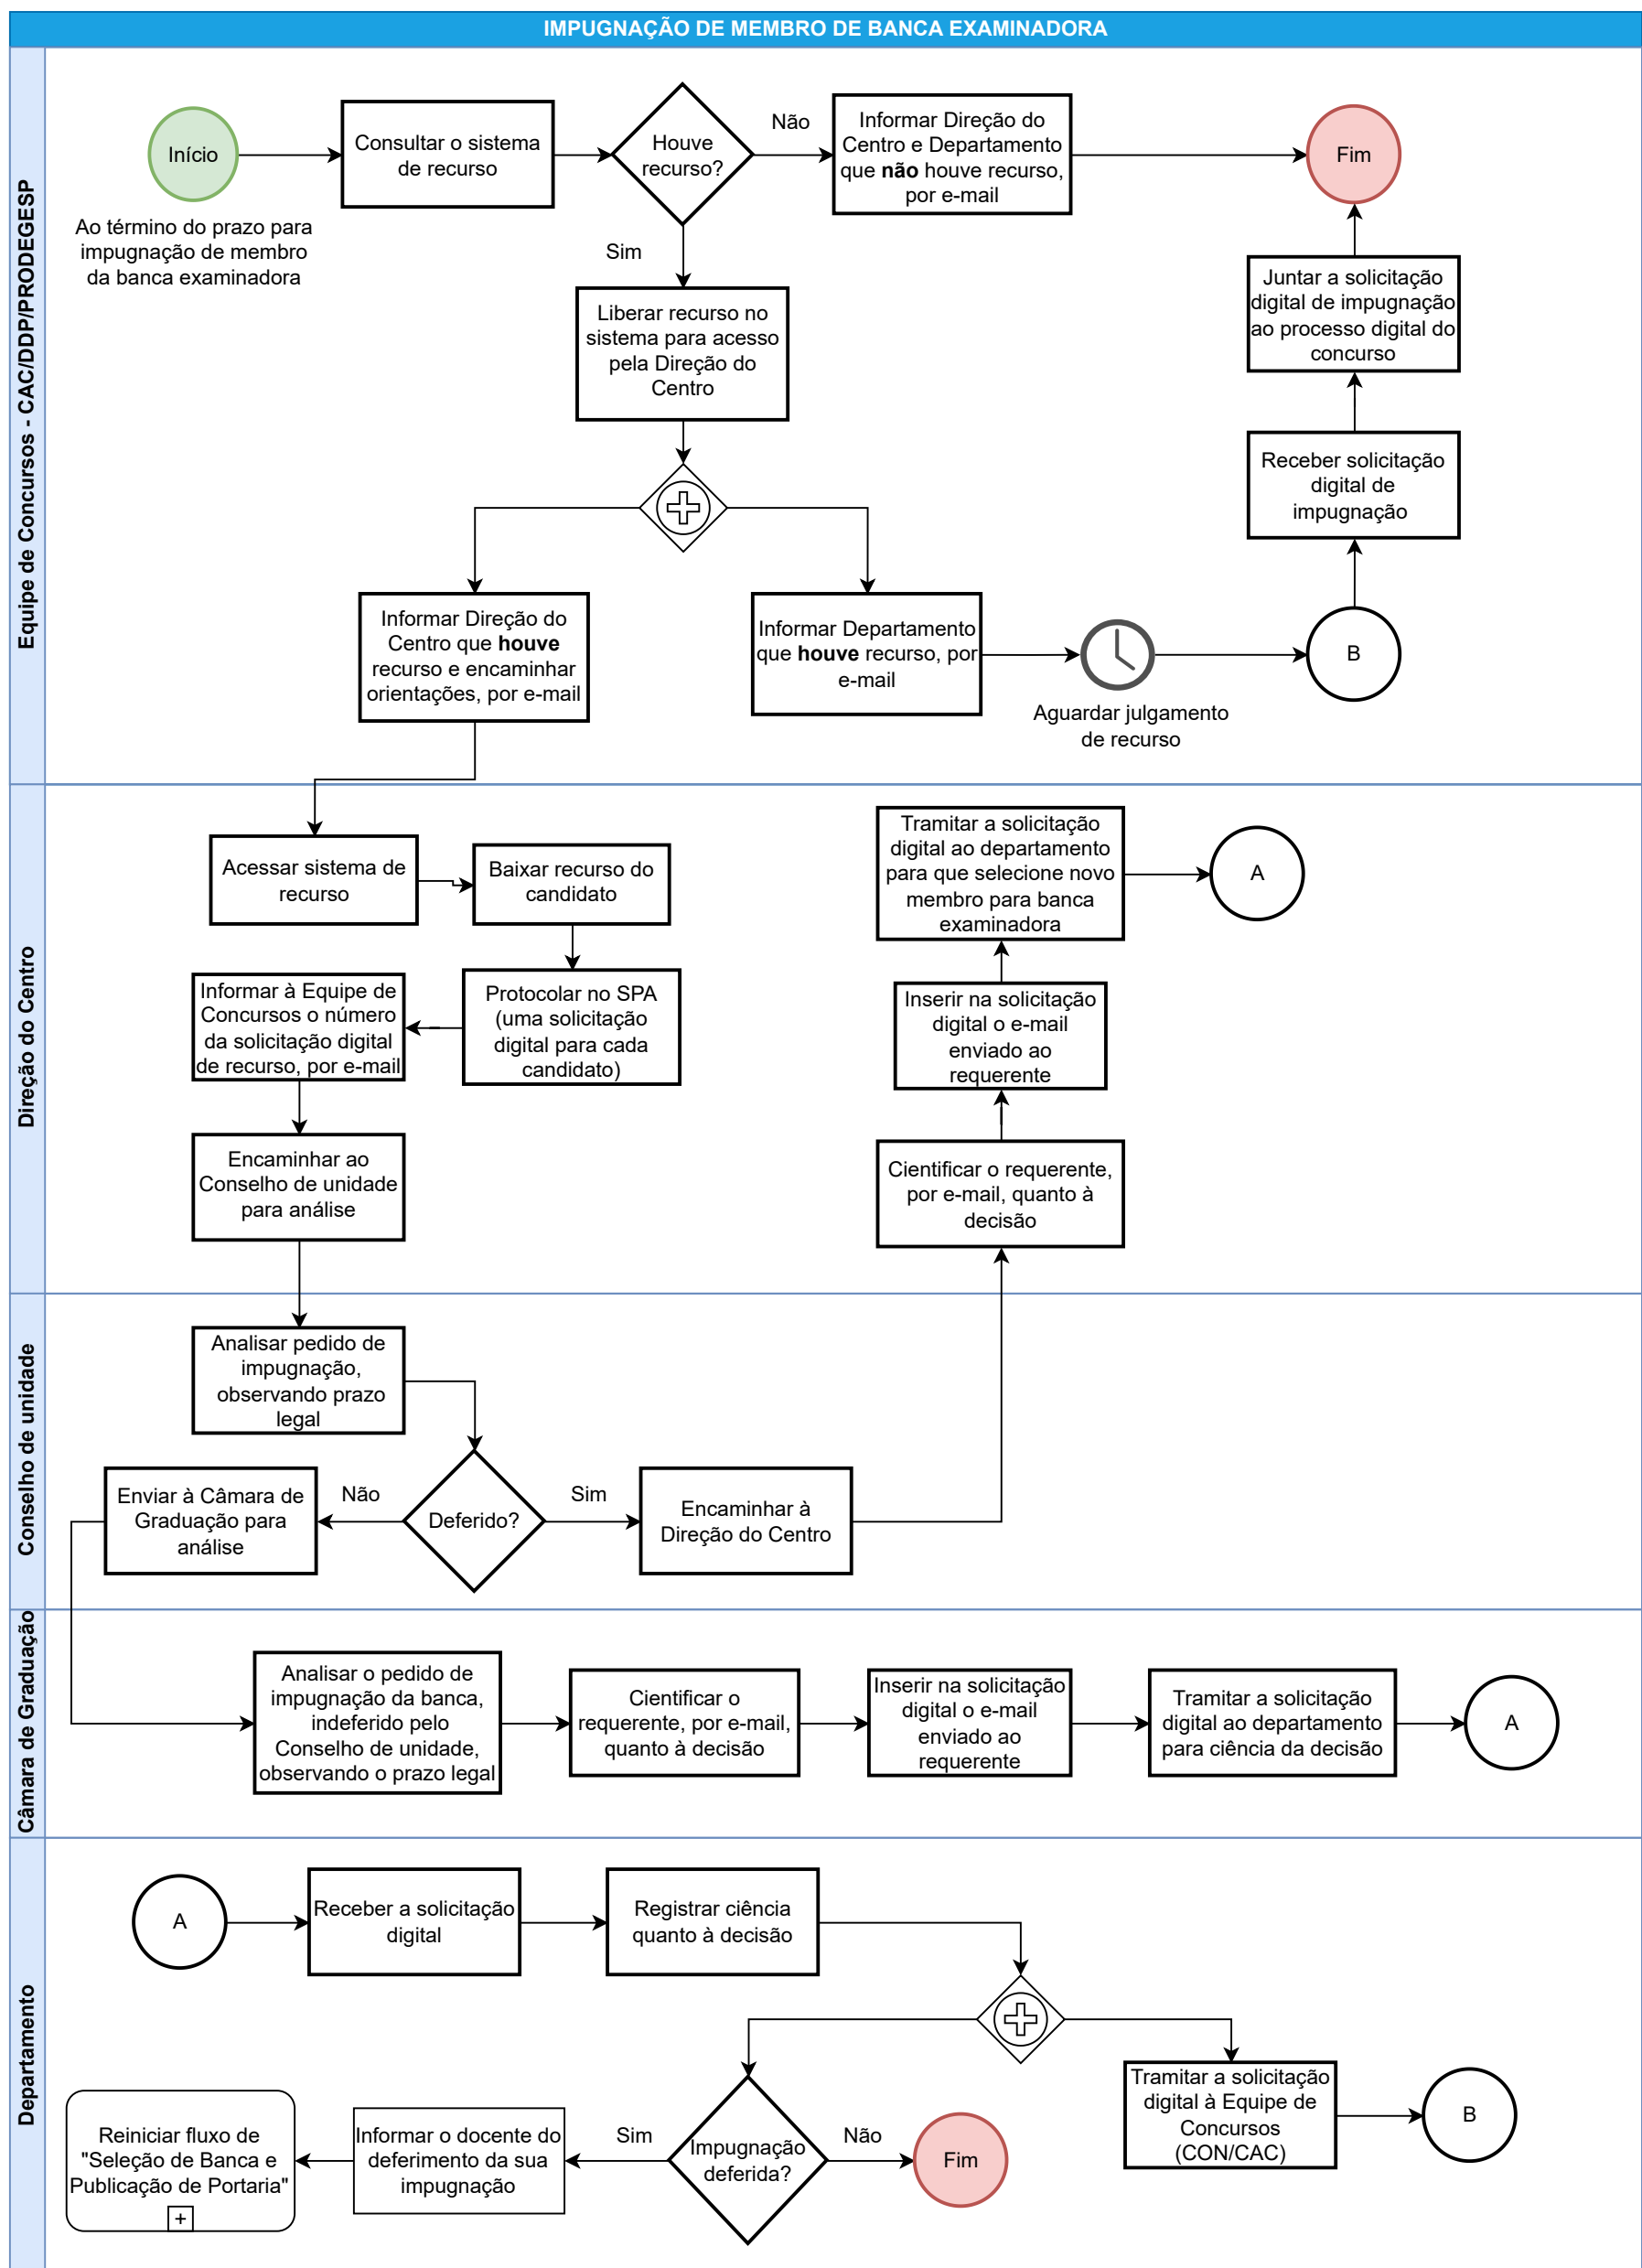 IMPUGNAÇÃO DE MEMBRO DE BANCA EXAMINADORA
Equipe de Concursos - CAC/DDP/PRODEGESP
Início
Ao término do prazo para
impugnação de membro
da banca examinadora
Consultar o sistema
de recurso
Houve
recurso?
Não
Informar Direção do
Centro e Departamento
que não houve recurso,
por e-mail
Fim
Sim
Liberar recurso no
sistema para acesso
pela Direção do
Centro
Juntar a solicitação
digital de impugnação
ao processo digital do
concurso
Receber solicitação
digital de
impugnação
Informar Direção do
Centro que houve
recurso e encaminhar
orientações, por e-mail
Informar Departamento
que houve recurso, por
e-mail
Aguardar julgamento
de recurso
B
Direção do Centro
Acessar sistema de
recurso
Baixar recurso do
candidato
Protocolar no SPA
(uma solicitação
digital para cada
candidato)
Informar à Equipe de
Concursos o número
da solicitação digital
de recurso, por e-mail
Encaminhar ao
Conselho de unidade
para análise
Tramitar a solicitação
digital ao departamento
para que selecione novo
membro para banca
examinadora
A
Inserir na solicitação
digital o e-mail
enviado ao
requerente
Cientificar o requerente,
por e-mail, quanto à
decisão
Conselho de unidade
Analisar pedido de
impugnação,
observando prazo
legal
Enviar à Câmara de
Graduação para
análise
Não
Deferido?
Sim
Encaminhar à
Direção do Centro
Câmara de Graduação
Analisar o pedido de
impugnação da banca,
indeferido pelo
Conselho de unidade,
observando o prazo legal
Cientificar o
requerente, por e-mail,
quanto à decisão
Inserir na solicitação
digital o e-mail
enviado ao
requerente
Tramitar a solicitação
digital ao departamento
para ciência da decisão
A
Departamento
A
Receber a solicitação
digital
Registrar ciência
quanto à decisão
Tramitar a solicitação
digital à Equipe de
Concursos
(CON/CAC)
B
Reiniciar fluxo de
"Seleção de Banca e
Publicação de Portaria"
Informar o docente do
deferimento da sua
impugnação
Sim
Impugnação
deferida?
Não
Fim